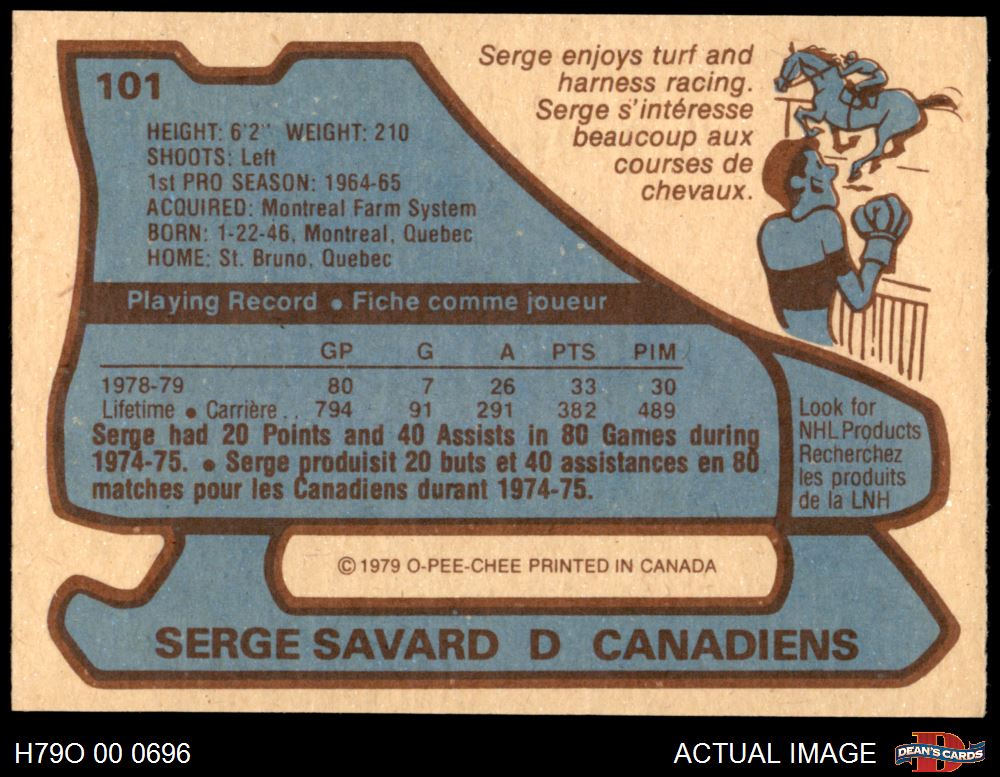 101
Serge enjoys turf and
harness racing.
Serge s'intéresse
beaucoup aux
courses de
chevaux.
HEIGHT: 6'2" WEIGHT: 210
SHOOTS: Left
1st PRO SEASON: 1964-65
ACQUIRED: Montreal Farm System
BORN: 1-22-46, Montreal, Quebec
HOME: St. Bruno, Quebec
Playing Record • Fiche comme joueur
GP G A PTS PIM
1978-79 80 7 26 33 30
Lifetime • Carrière .. 794 91 291 382 489
Serge had 20 Points and 40 Assists in 80 Games during
1974-75. • Serge produisit 20 buts et 40 assistances en 80
matches pour les Canadiens durant 1974-75.
Look for
NHL Products
Recherchez
les produits
de la LNH
© 1979 O-PEE-CHEE PRINTED IN CANADA
SERGE SAVARD D CANADIENS
H79O 00 0696
ACTUAL IMAGE
D
DEAN'S CARDS